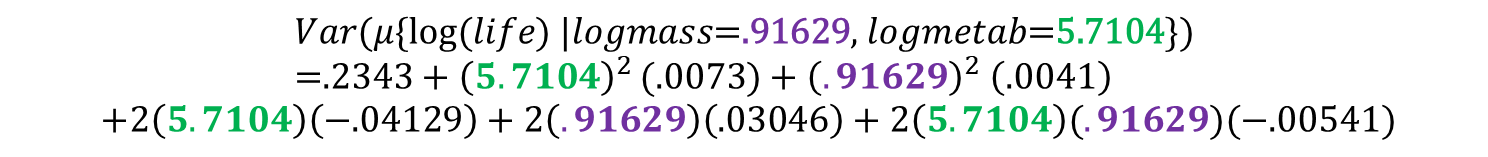 Var(μ{log(life) |logmass=.91629, logmetab=5.7104})
=.2343 + (5.7104)² (.0073) + (.91629)² (.0041)
+2(5.7104)(−.04129) + 2(.91629)(.03046) + 2(5.7104)(.91629)(−.00541)